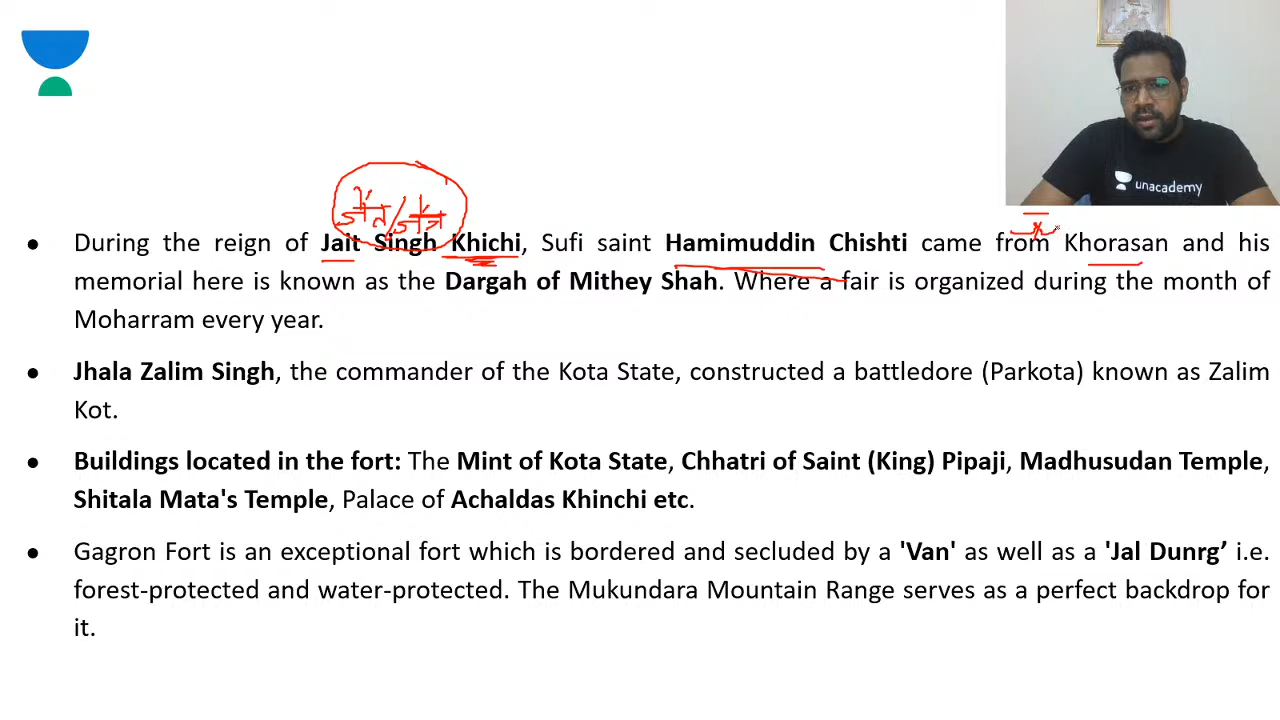 unacademy
● During the reign of Jait Singh Khichi, Sufi saint Hamimuddin Chishti came from Khorasan and his
memorial here is known as the Dargah of Mithey Shah. Where a fair is organized during the month of
Moharram every year.
● Jhala Zalim Singh, the commander of the Kota State, constructed a battledore (Parkota) known as Zalim
Kot.
● Buildings located in the fort: The Mint of Kota State, Chhatri of Saint (King) Pipaji, Madhusudan Temple,
Shitala Mata's Temple, Palace of Achaldas Khinchi etc.
● Gagron Fort is an exceptional fort which is bordered and secluded by a 'Van' as well as a 'Jal Dunrg’ i.e.
forest-protected and water-protected. The Mukundara Mountain Range serves as a perfect backdrop for
it.